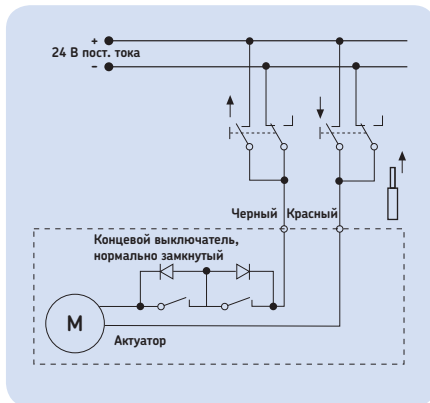 +
24 В пост. тока
–
Черный Красный
Концевой выключатель,
нормально замкнутый
M
Актуатор